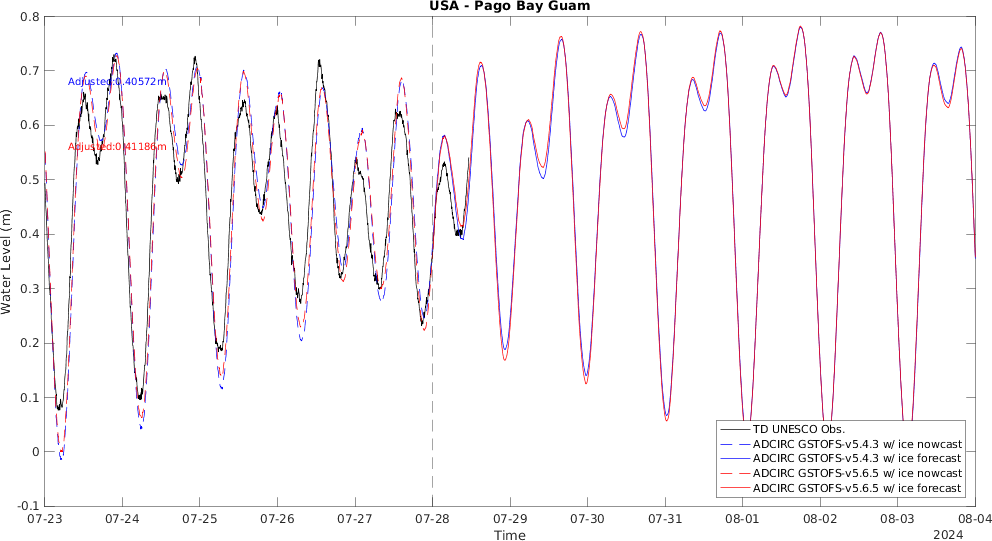 USA - Pago Bay Guam
0.8
0.7
0.6
0.5
0.4
0.3
0.2
0.1
0
-0.1
Water Level (m)
Adjusted:0.40572m
Adjusted:0.41186m
TD UNESCO Obs.
ADCIRC GSTOFS-v5.4.3 w/ ice nowcast
ADCIRC GSTOFS-v5.4.3 w/ ice forecast
ADCIRC GSTOFS-v5.6.5 w/ ice nowcast
ADCIRC GSTOFS-v5.6.5 w/ ice forecast
07-23 07-24 07-25 07-26 07-27 07-28 07-29 07-30 07-31 08-01 08-02 08-03 08-04
Time
2024